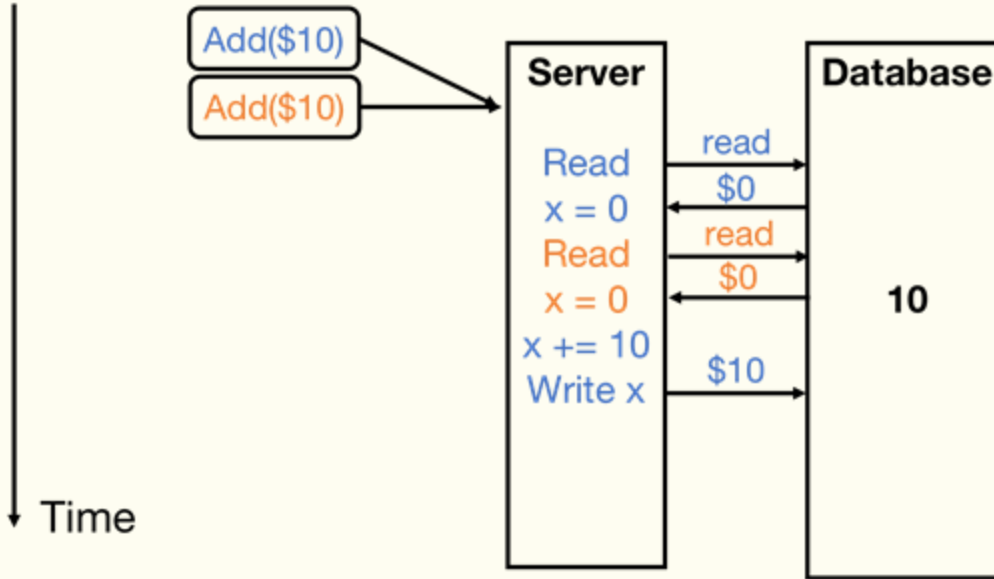 Add($10)
Add($10)
Server
Database
Read
read
x = 0
$0
Read
read
x = 0
$0
10
x += 10
Write x
$10
Time